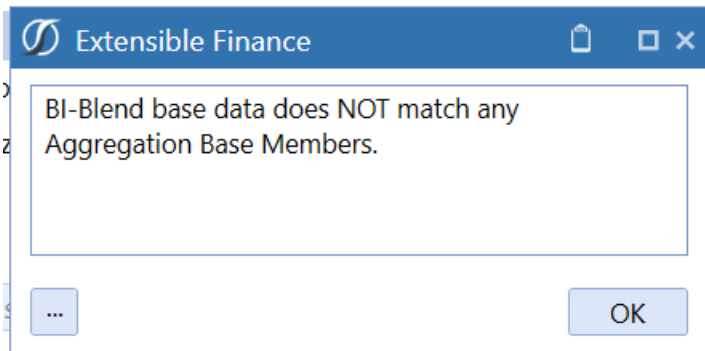 Extensible Finance
BI-Blend base data does NOT match any
Aggregation Base Members.
...
OK